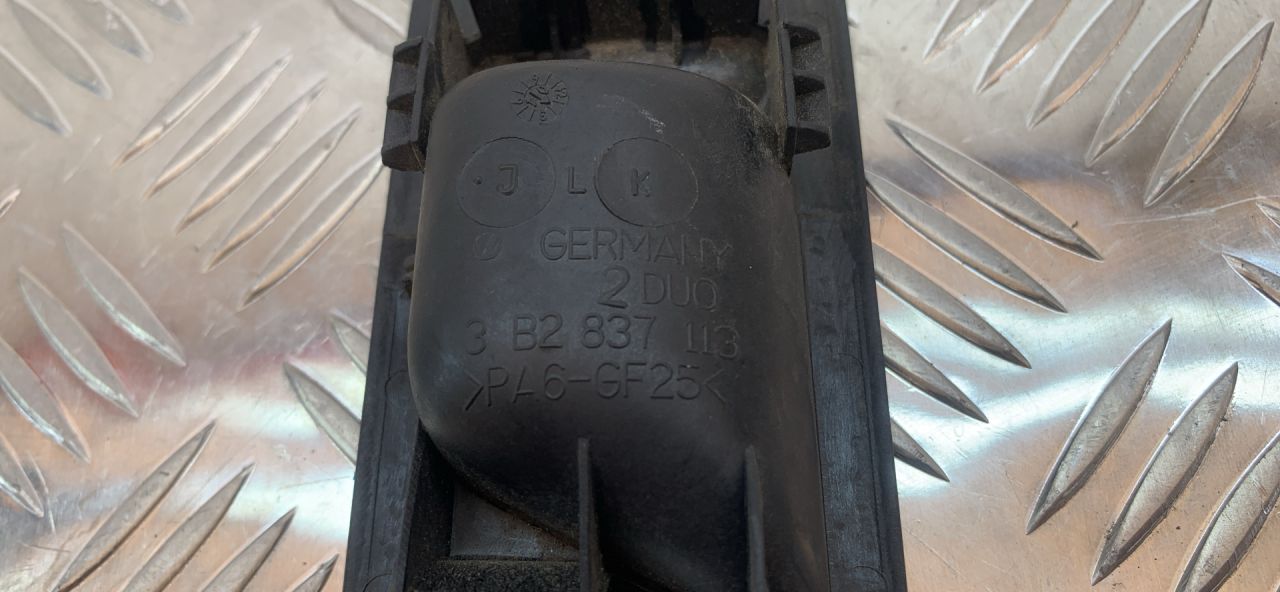 J L K
GERMANY
2 DUO
3 B2 837 113
>PA6-GF25<